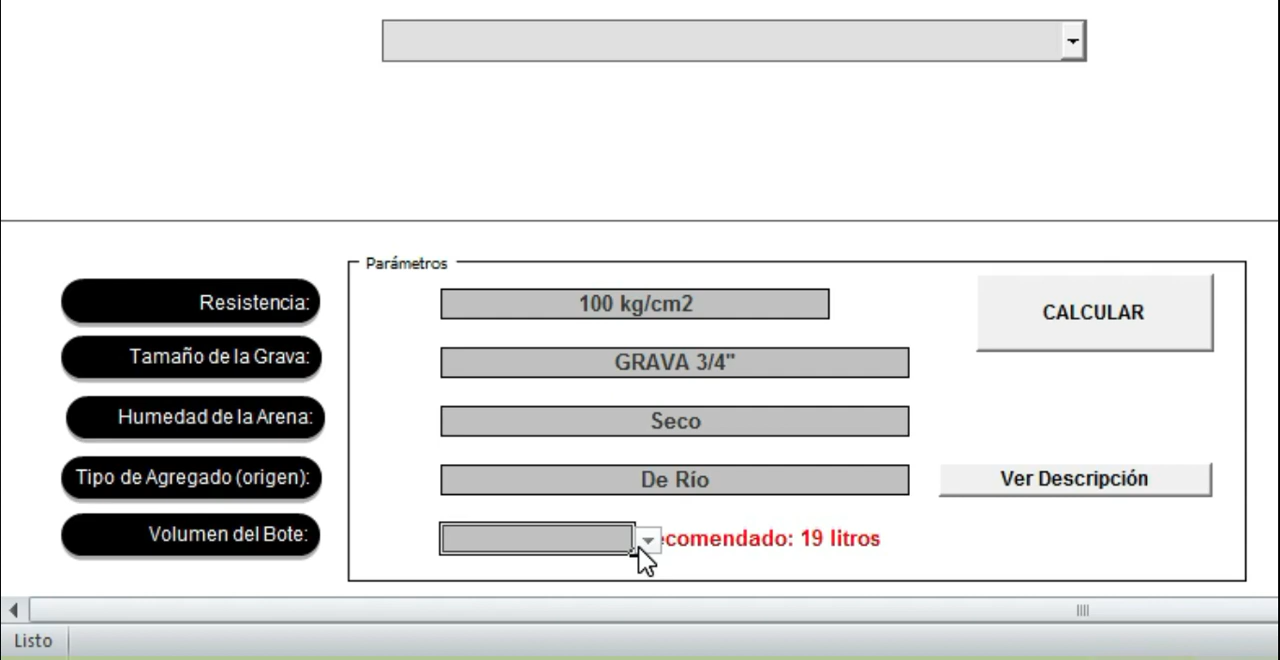 Parámetros
Resistencia: 100 kg/cm2 CALCULAR
Tamaño de la Grava: GRAVA 3/4"
Humedad de la Arena: Seco
Tipo de Agregado (origen): De Río Ver Descripción
Volumen del Bote: ecomendado: 19 litros
Listo